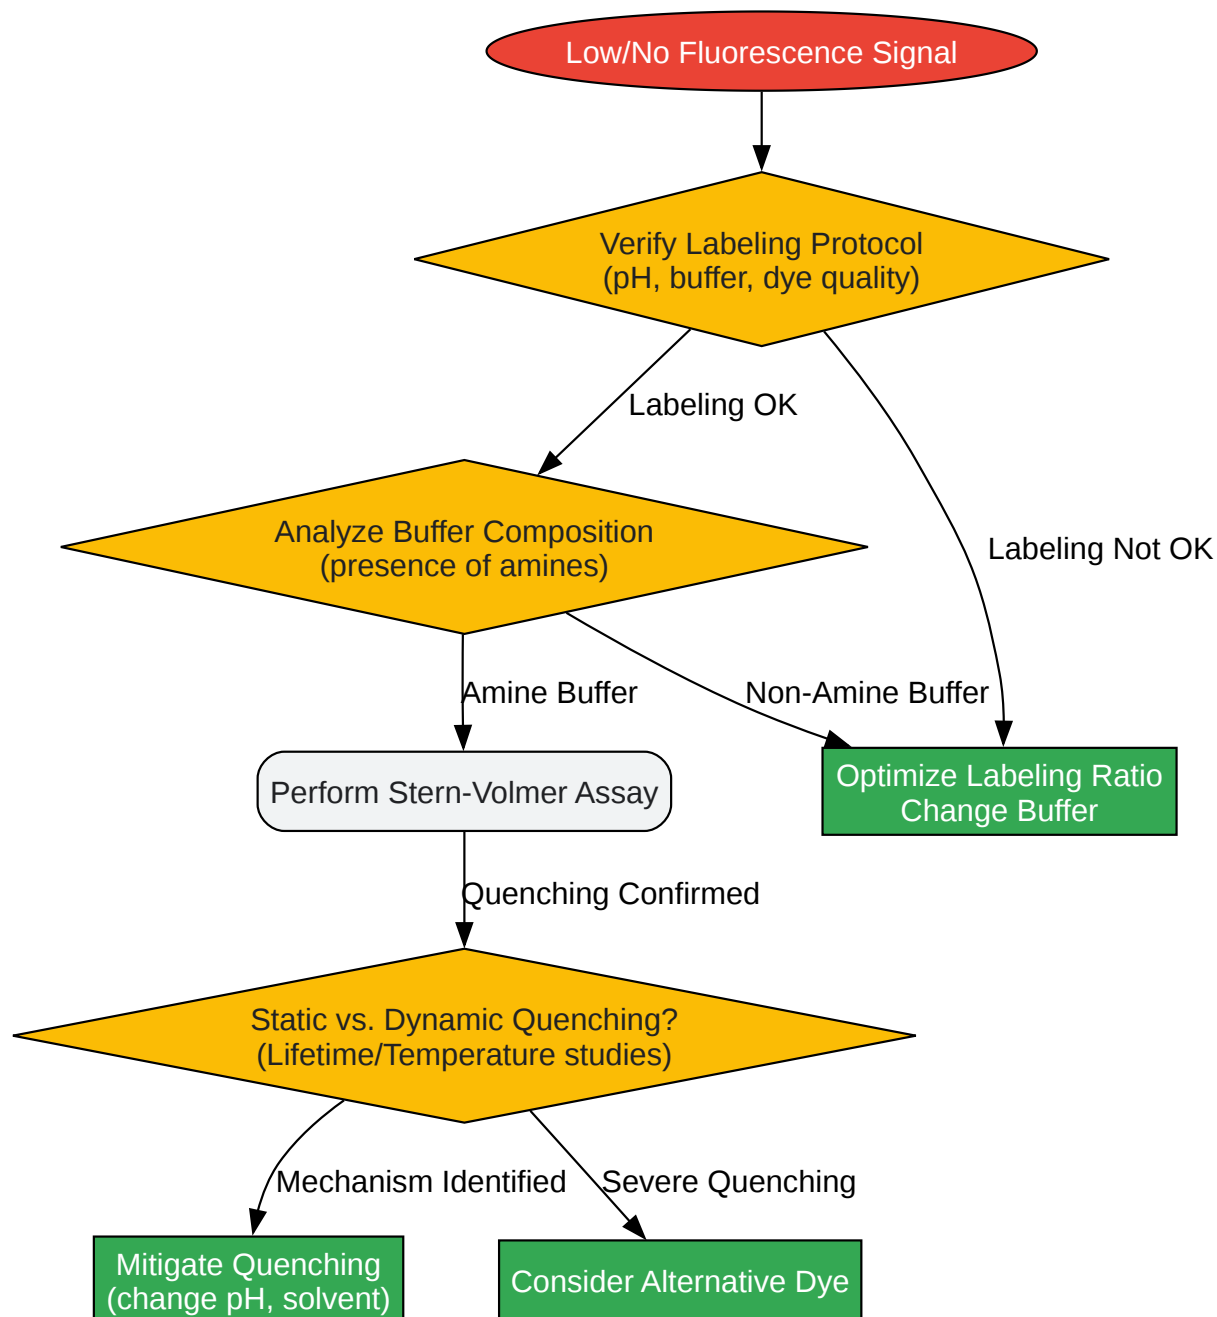 Low/No Fluorescence Signal
Verify Labeling Protocol
(pH, buffer, dye quality)
Labeling OK
Labeling Not OK
Analyze Buffer Composition
(presence of amines)
Amine Buffer
Non-Amine Buffer
Perform Stern-Volmer Assay
Optimize Labeling Ratio
Change Buffer
Quenching Confirmed
Static vs. Dynamic Quenching?
(Lifetime/Temperature studies)
Mechanism Identified
Severe Quenching
Mitigate Quenching
(change pH, solvent)
Consider Alternative Dye